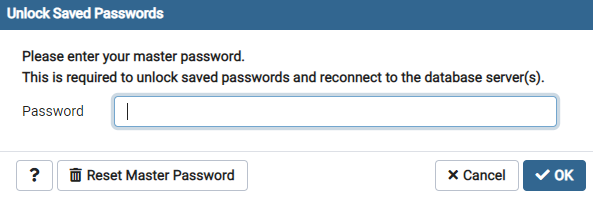 Unlock Saved Passwords
Please enter your master password.
This is required to unlock saved passwords and reconnect to the database server(s).
Password
? Reset Master Password Cancel OK